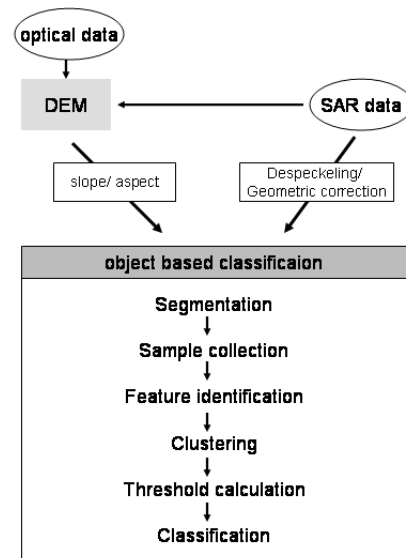 optical data
DEM
SAR data
slope/ aspect
Despeckeling/
Geometric correction
object based classificaion
Segmentation
Sample collection
Feature identification
Clustering
Threshold calculation
Classification